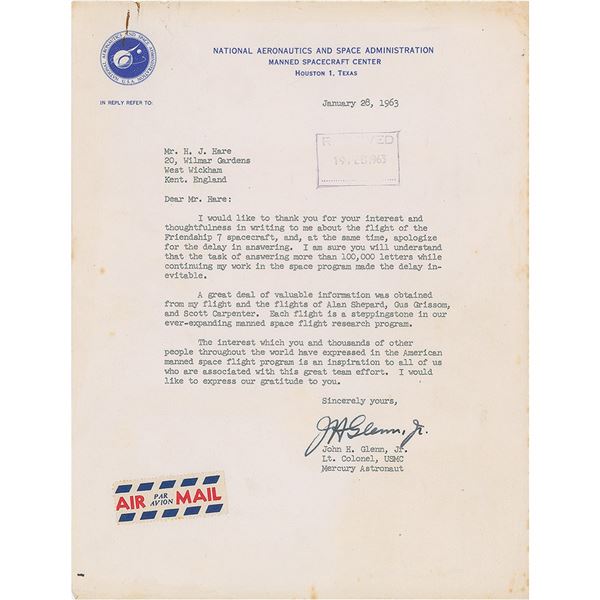 NATIONAL AERONAUTICS AND SPACE ADMINISTRATION
MANNED SPACECRAFT CENTER
HOUSTON 1, TEXAS
NATIONAL AERONAUTICS AND SPACE ADMINISTRATION
U.S.A.
IN REPLY REFER TO:
January 28, 1963
RECEIVED
1963
Mr. H. J. Hare
20, Wilmar Gardens
West Wickham
Kent. England
Dear Mr. Hare:
I would like to thank you for your interest and
thoughtfulness in writing to me about the flight of the
Friendship 7 spacecraft, and, at the same time, apologize
for the delay in answering. I am sure you will understand
that the task of answering more than 100,000 letters while
continuing my work in the space program made the delay in-
evitable.
A great deal of valuable information was obtained
from my flight and the flights of Alan Shepard, Gus Grissom,
and Scott Carpenter. Each flight is a steppingstone in our
ever-expanding manned space flight research program.
The interest which you and thousands of other
people throughout the world have expressed in the American
manned space flight program is an inspiration to all of us
who are associated with this great team effort. I would
like to express our gratitude to you.
Sincerely yours,
JHGlenn, Jr.
John H. Glenn, Jr.
Lt. Colonel, USMC
Mercury Astronaut
AIR PAR AVION MAIL